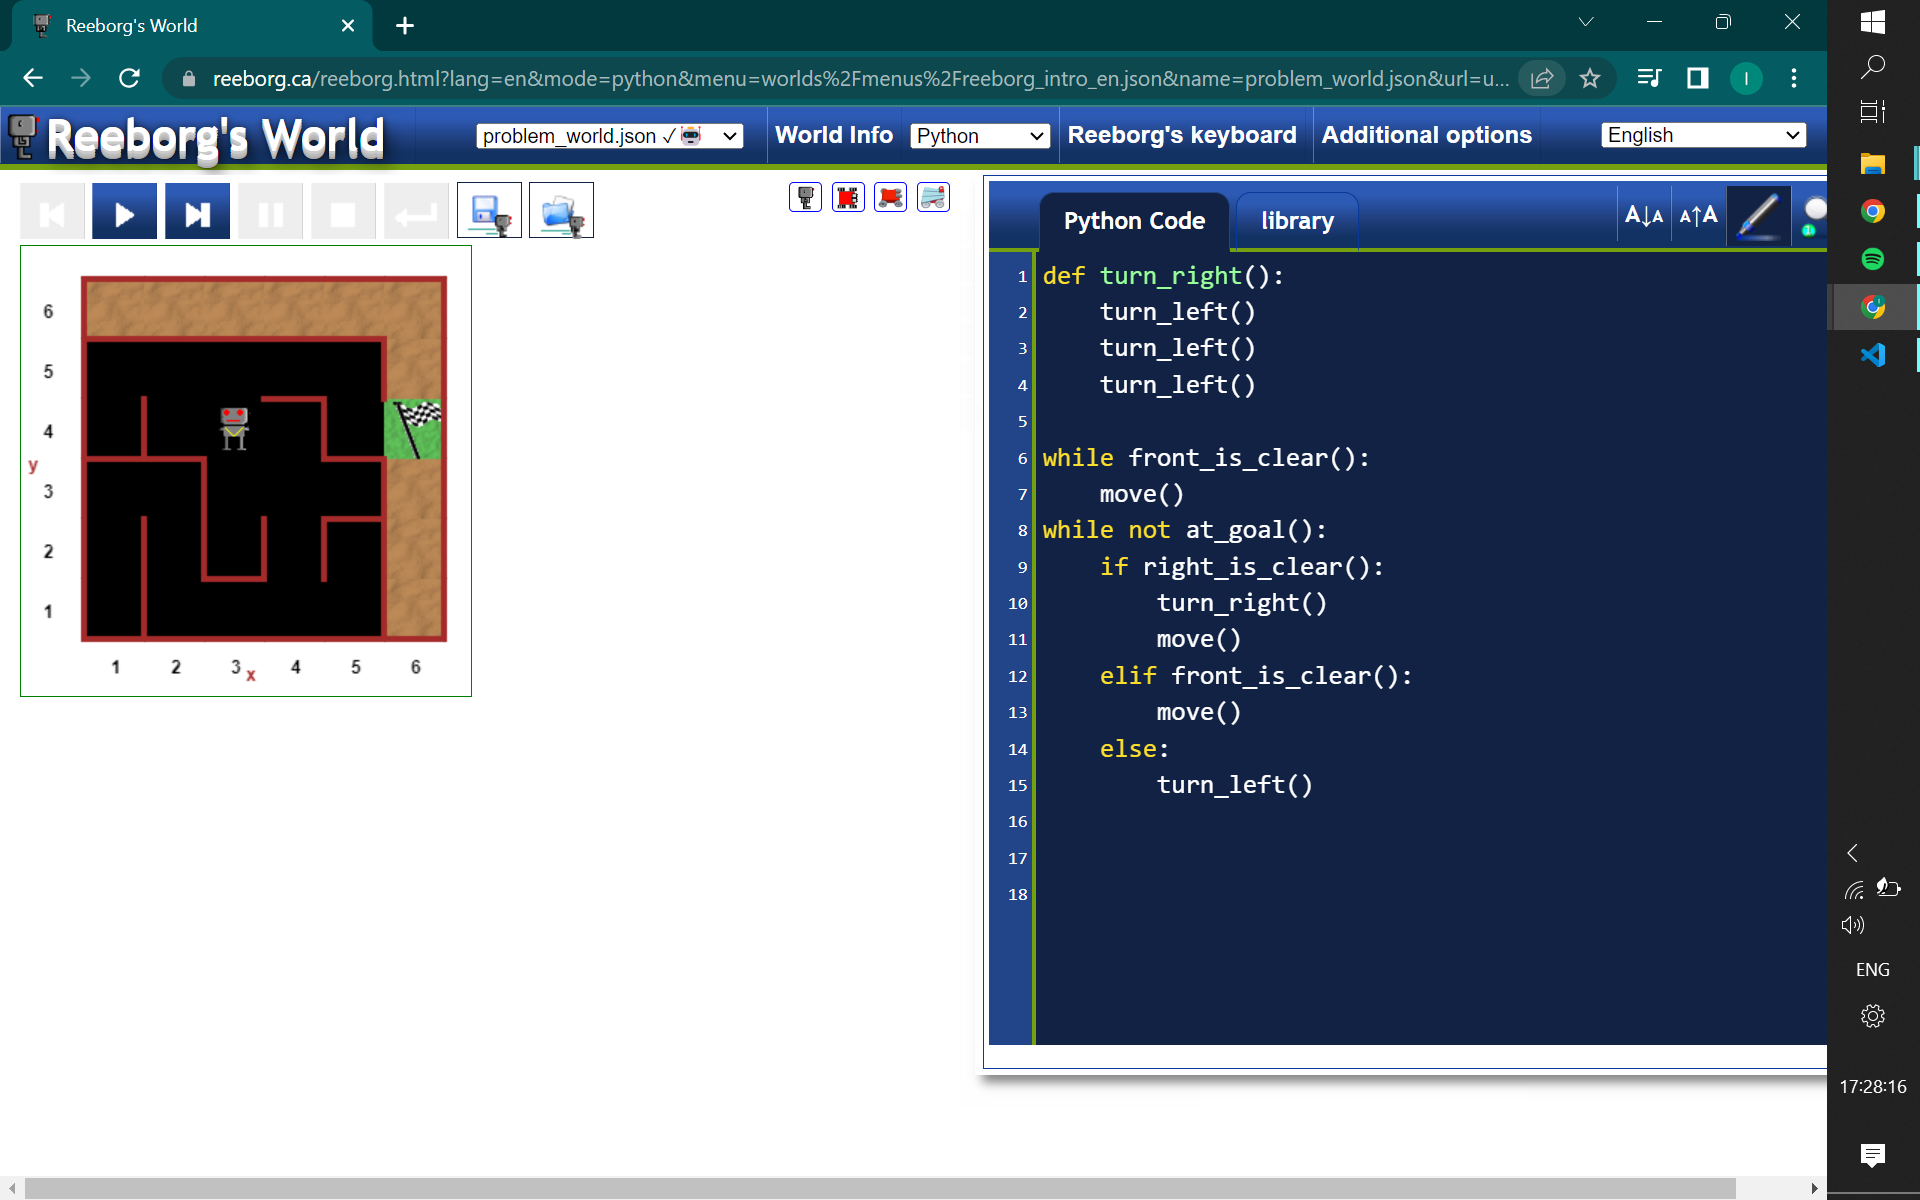 Reeborg's World
reeborg.ca/reeborg.html?lang=en&mode=python&menu=worlds%2Fmenus%2Freeborg_intro_en.json&name=problem_world.json&url=u...
I
Reeborg's World
problem_world.json ✓
World Info
Python
Reeborg's keyboard
Additional options
English
Python Code
library
A↓A
A↑A
1
6
5
4
y
3
2
1
1 2 3 x 4 5 6
1 def turn_right():
2     turn_left()
3     turn_left()
4     turn_left()
5
6 while front_is_clear():
7     move()
8 while not at_goal():
9     if right_is_clear():
10         turn_right()
11         move()
12     elif front_is_clear():
13         move()
14     else:
15         turn_left()
16
17
18
ENG
17:28:16